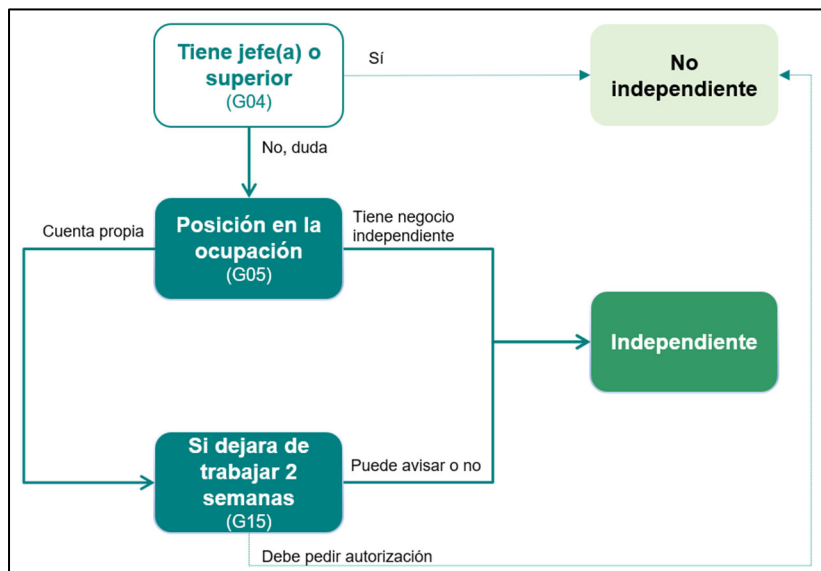 Tiene jefe(a) o
superior
(G04)
Sí
No
independiente
No, duda
Cuenta propia
Posición en la
ocupación
(G05)
Tiene negocio
independiente
Independiente
Si dejara de
trabajar 2
semanas
(G15)
Puede avisar o no
Debe pedir autorización